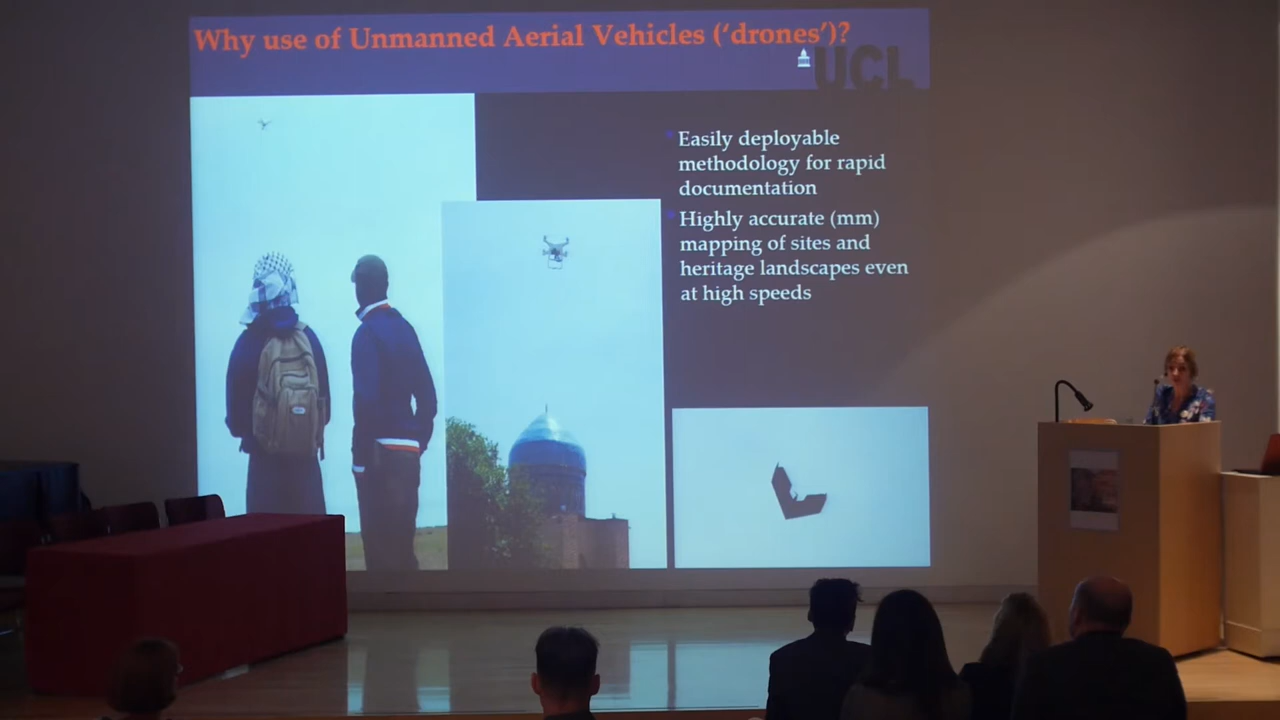 Why use of Unmanned Aerial Vehicles (‘drones’)?
UCL
Easily deployable
methodology for rapid
documentation
Highly accurate (mm)
mapping of sites and
heritage landscapes even
at high speeds